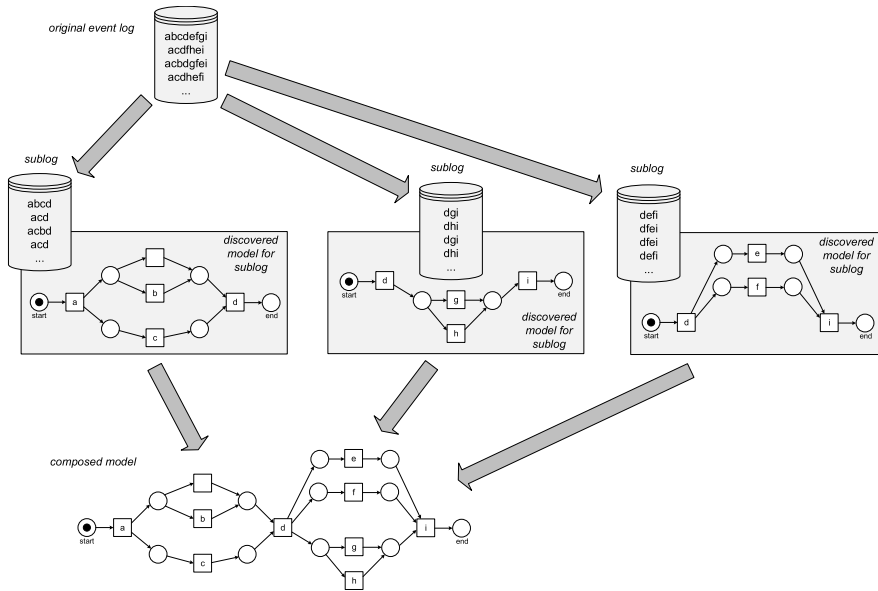 original event log
abcdefgi
acdfhei
acbdgfei
acdhefi
...
sublog
abcd
acd
acbd
acd
...
discovered
model for
sublog
start
a
b
c
d
end
sublog
dgi
dhi
dgi
dhi
...
start
d
g
h
i
end
discovered
model for
sublog
sublog
defi
dfei
dfei
defi
...
discovered
model for
sublog
e
f
start
d
i
end
composed model
start
a
b
c
d
e
f
g
h
i
end